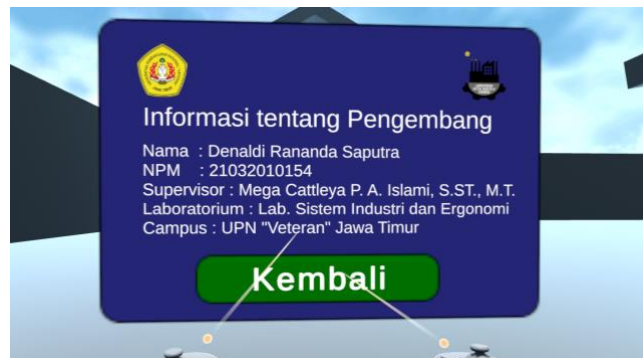 Informasi tentang Pengembang
Nama : Denaldi Rananda Saputra
NPM : 21032010154
Supervisor : Mega Cattleya P. A. Islami, S.ST., M.T.
Laboratorium : Lab. Sistem Industri dan Ergonomi
Campus : UPN "Veteran" Jawa Timur
Kembali